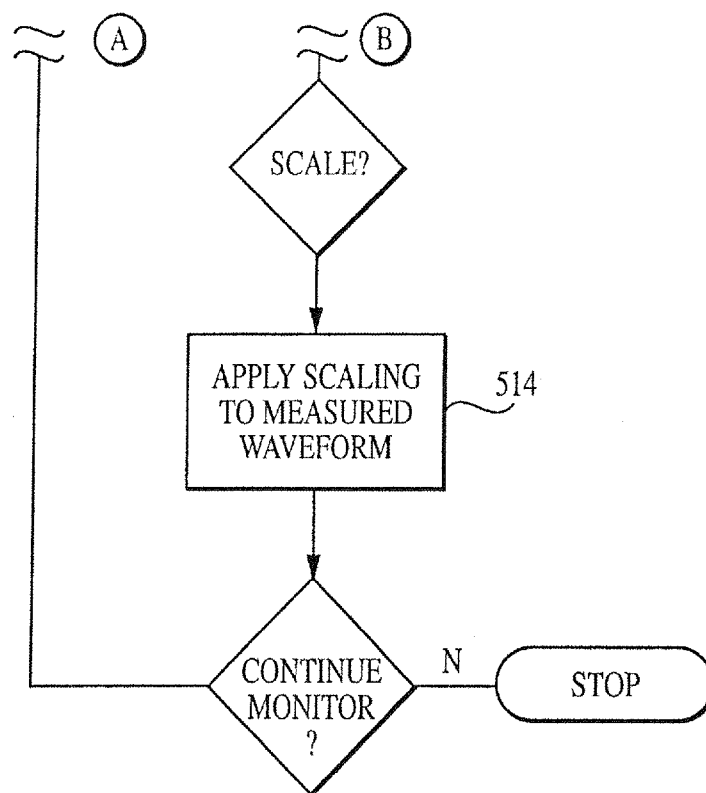 A
B
SCALE?
APPLY SCALING
TO MEASURED
WAVEFORM
514
CONTINUE
MONITOR
?
N
STOP